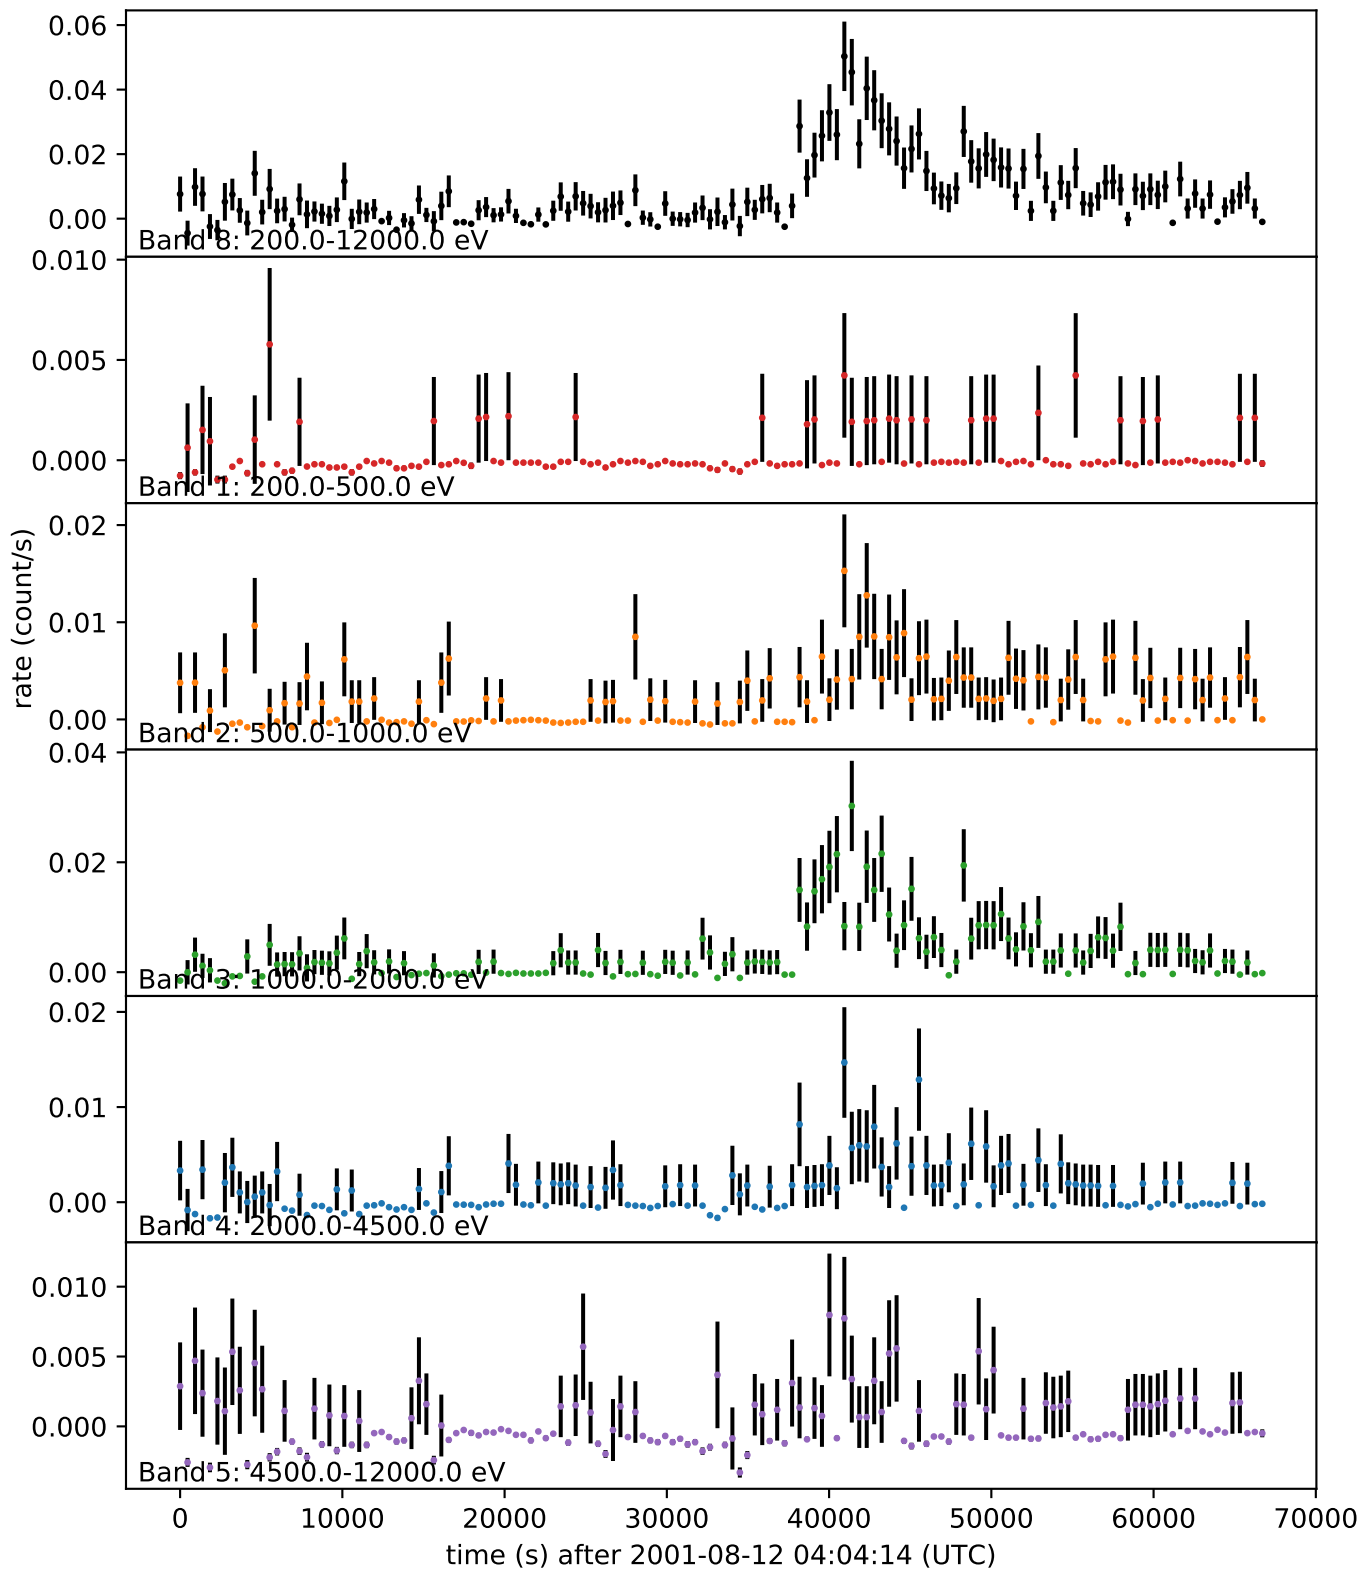 0.06
0.04
0.02
0.00
Band 8: 200.0-12000.0 eV
0.010
0.005
0.000
Band 1: 200.0-500.0 eV
0.02
0.01
0.00
Band 2: 500.0-1000.0 eV
rate (count/s)
0.04
0.02
0.00
Band 3: 1000.0-2000.0 eV
0.02
0.01
0.00
Band 4: 2000.0-4500.0 eV
0.010
0.005
0.000
Band 5: 4500.0-12000.0 eV
0 10000 20000 30000 40000 50000 60000 70000
time (s) after 2001-08-12 04:04:14 (UTC)